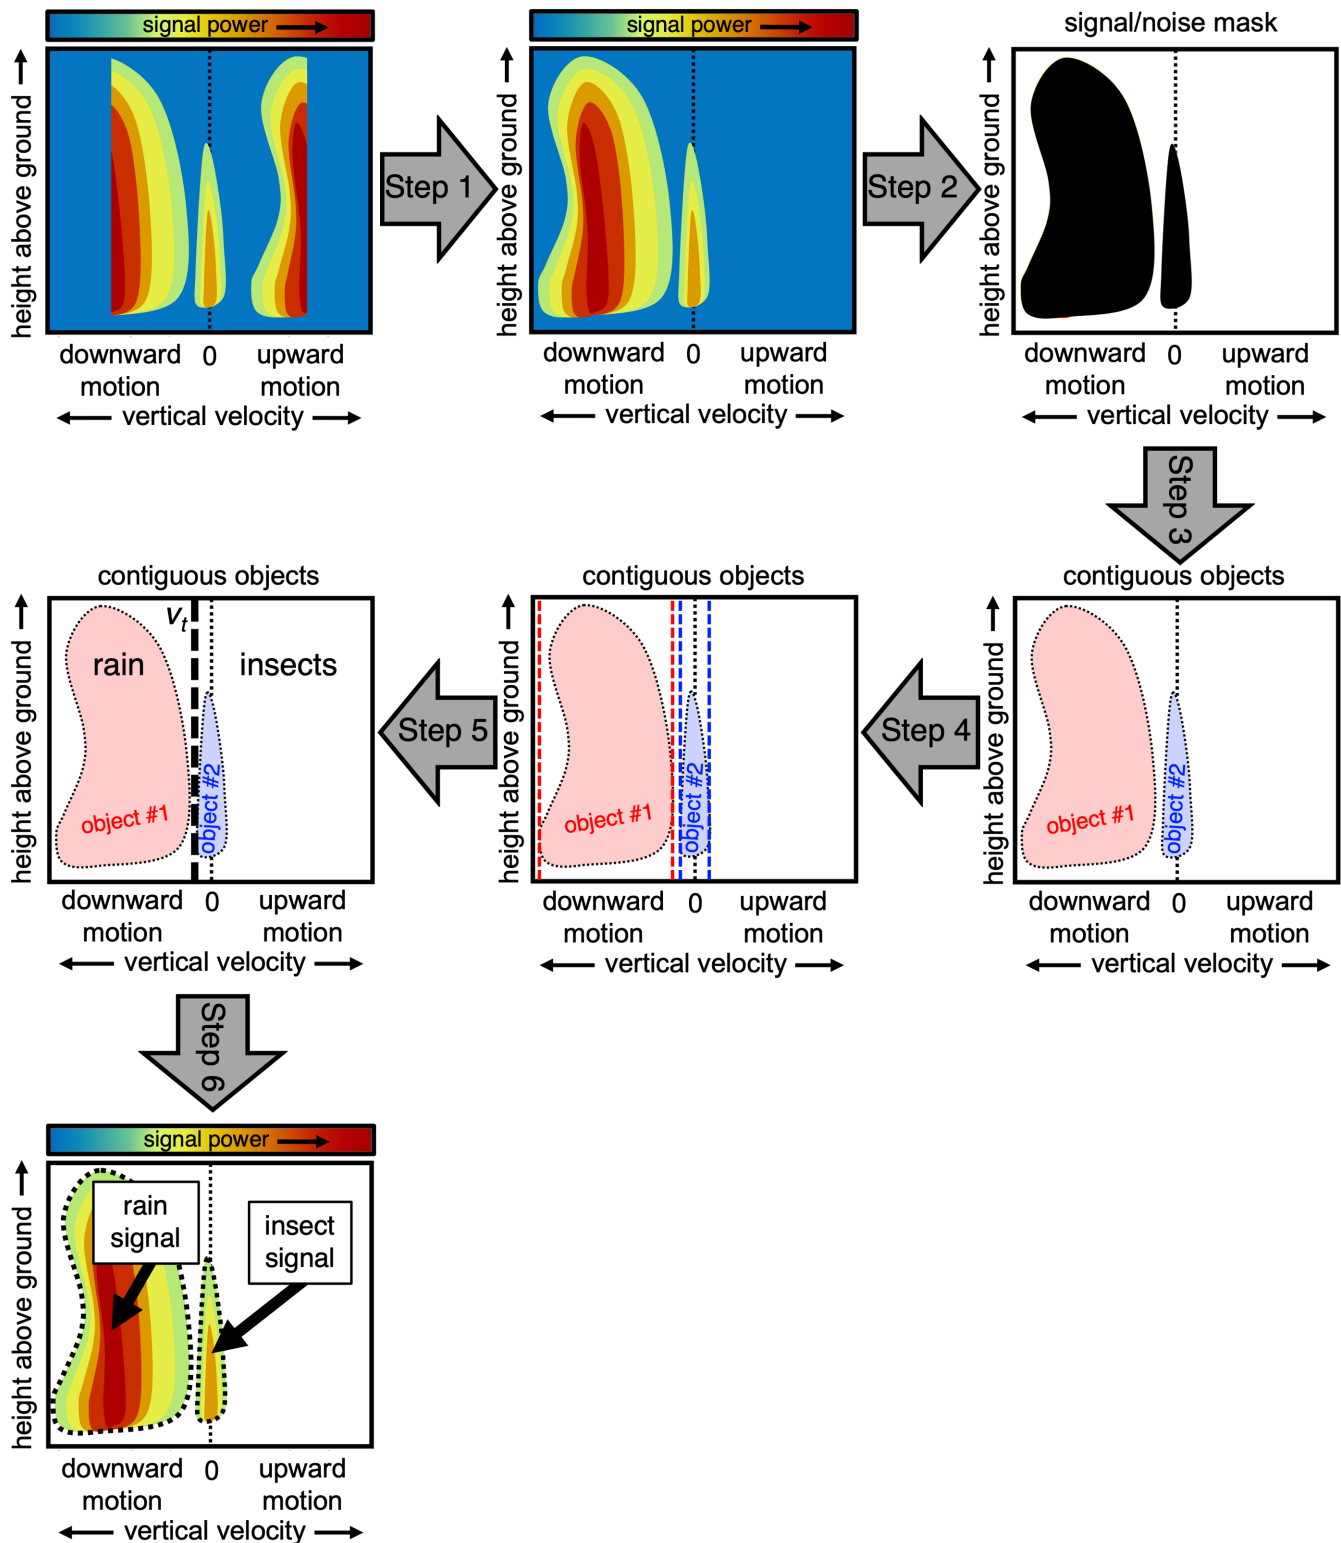 signal power
height above ground
downward 0 upward
motion motion
vertical velocity
Step 1
signal power
height above ground
downward 0 upward
motion motion
vertical velocity
Step 2
signal/noise mask
height above ground
downward 0 upward
motion motion
vertical velocity
Step 3
contiguous objects
height above ground
object #1
object #2
downward 0 upward
motion motion
vertical velocity
Step 4
contiguous objects
height above ground
object #1
object #2
downward 0 upward
motion motion
vertical velocity
Step 5
contiguous objects
height above ground
vt
rain insects
object #1
object #2
downward 0 upward
motion motion
vertical velocity
Step 6
signal power
height above ground
rain
signal
insect
signal
downward 0 upward
motion motion
vertical velocity